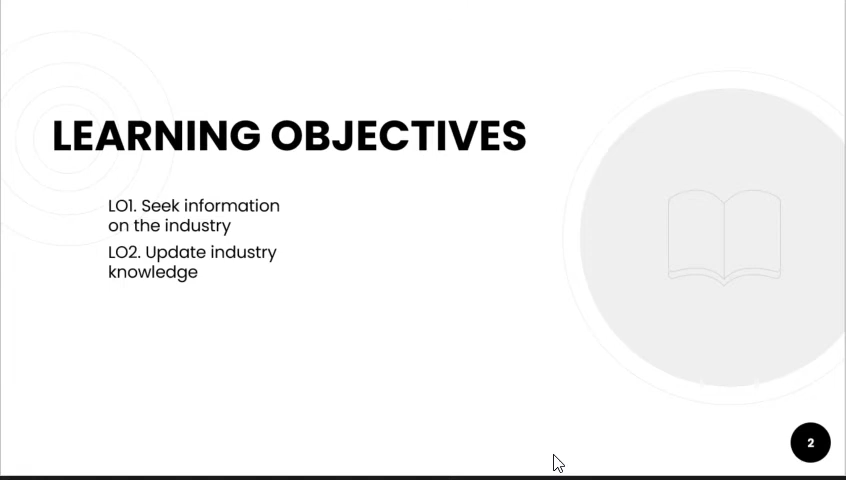 LEARNING OBJECTIVES
LO1. Seek information
on the industry
LO2. Update industry
knowledge
2